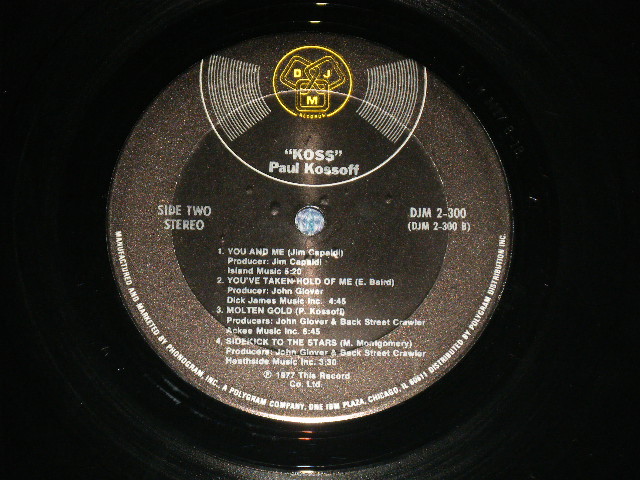 D J M
RECORDS
"KOSS"
Paul Kossoff
SIDE TWO
STEREO
DJM 2-300
(DJM 2-300 B)
1. YOU AND ME (Jim Capaldi)
Producer: Jim Capaldi
Island Music 5:20
2. YOU'VE TAKEN HOLD OF ME (E. Baird)
Producer: John Glover
Dick James Music Inc. 4:45
3. MOLTEN GOLD (P. Kossoff)
Producers: John Glover & Back Street Crawler
Ackee Music Inc. 6:45
4. SIDEKICK TO THE STARS (M. Montgomery)
Producers: John Glover & Back Street Crawler
Heathside Music Inc. 3:30
℗ 1977 This Record
Co. Ltd.
MANUFACTURED AND MARKETED BY PHONOGRAM INC. A POLYGRAM COMPANY, ONE IBM PLAZA, CHICAGO, IL 60611 DISTRIBUTED BY POLYGRAM DISTRIBUTION INC.